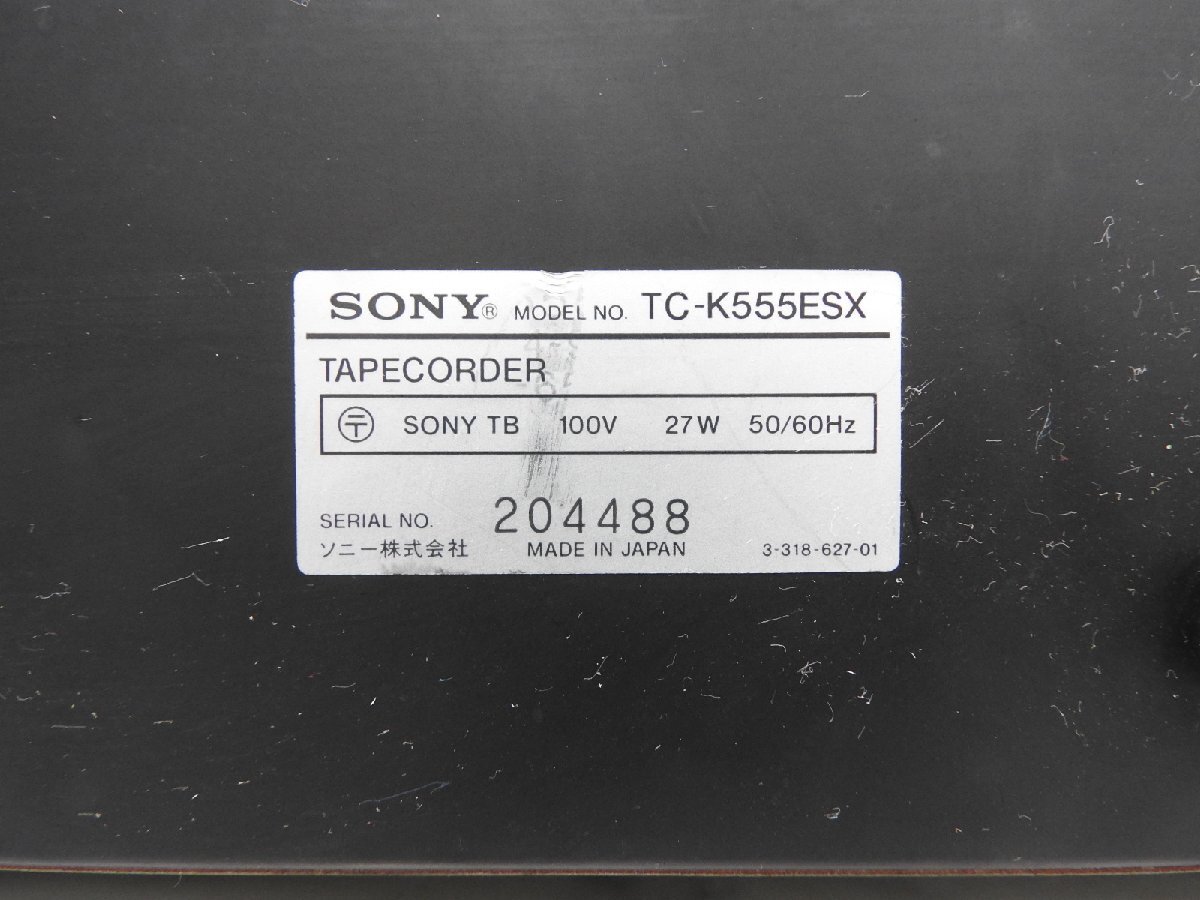 SONY® MODEL NO. TC-K555ESX
TAPECORDER
〒 SONY TB 100V 27W 50/60Hz
SERIAL NO. 204488
ソニー株式会社 MADE IN JAPAN 3-318-627-01